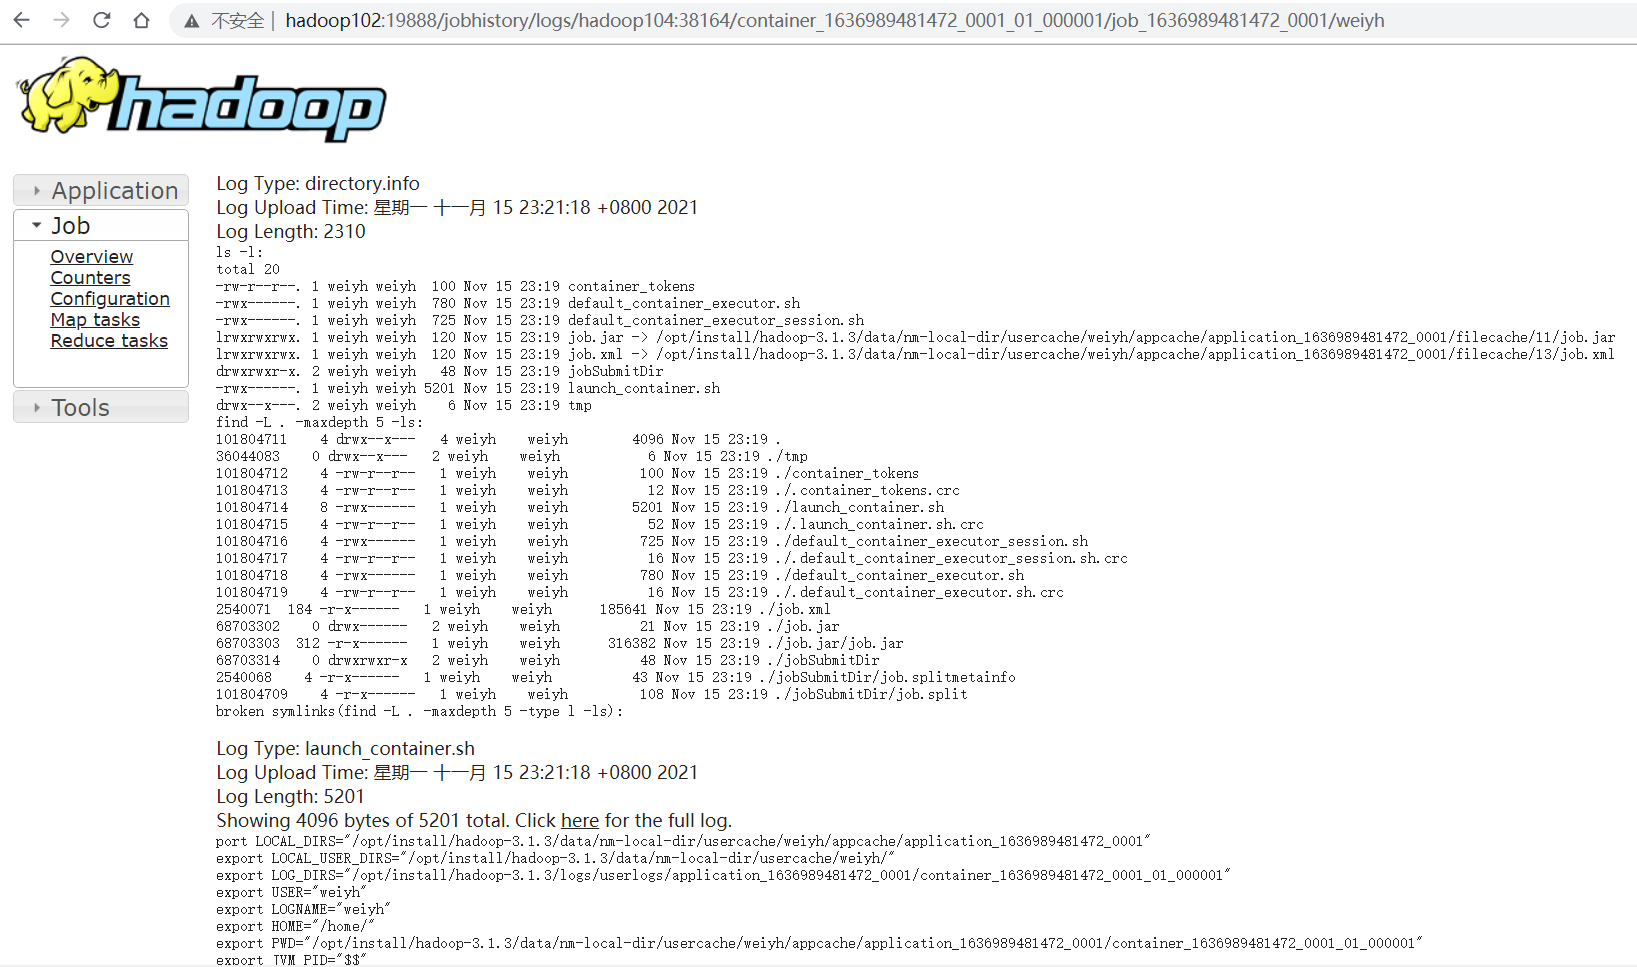 不安全 | hadoop102:19888/jobhistory/logs/hadoop104:38164/container_1636989481472_0001_01_000001/job_1636989481472_0001/weiyh
hadoop
Application
Job
Overview
Counters
Configuration
Map tasks
Reduce tasks
Tools
Log Type: directory.info
Log Upload Time: 星期一 十一月 15 23:21:18 +0800 2021
Log Length: 2310
ls -l:
total 20
-rw-r--r--. 1 weiyh weiyh  100 Nov 15 23:19 container_tokens
-rwx------. 1 weiyh weiyh  780 Nov 15 23:19 default_container_executor.sh
-rwx------. 1 weiyh weiyh  725 Nov 15 23:19 default_container_executor_session.sh
lrwxrwxrwx. 1 weiyh weiyh  120 Nov 15 23:19 job.jar -> /opt/install/hadoop-3.1.3/data/nm-local-dir/usercache/weiyh/appcache/application_1636989481472_0001/filecache/11/job.jar
lrwxrwxrwx. 1 weiyh weiyh  120 Nov 15 23:19 job.xml -> /opt/install/hadoop-3.1.3/data/nm-local-dir/usercache/weiyh/appcache/application_1636989481472_0001/filecache/13/job.xml
drwxrwxr-x. 2 weiyh weiyh   48 Nov 15 23:19 jobSubmitDir
-rwx------. 1 weiyh weiyh 5201 Nov 15 23:19 launch_container.sh
drwx--x---. 2 weiyh weiyh    6 Nov 15 23:19 tmp
find -L . -maxdepth 5 -ls:
101804711    4 drwx--x---   4 weiyh    weiyh        4096 Nov 15 23:19 .
36044083    0 drwx--x---   2 weiyh    weiyh           6 Nov 15 23:19 ./tmp
101804712    4 -rw-r--r--   1 weiyh    weiyh         100 Nov 15 23:19 ./container_tokens
101804713    4 -rw-r--r--   1 weiyh    weiyh          12 Nov 15 23:19 ./.container_tokens.crc
101804714    8 -rwx------   1 weiyh    weiyh        5201 Nov 15 23:19 ./launch_container.sh
101804715    4 -rw-r--r--   1 weiyh    weiyh          52 Nov 15 23:19 ./.launch_container.sh.crc
101804716    4 -rwx------   1 weiyh    weiyh         725 Nov 15 23:19 ./default_container_executor_session.sh
101804717    4 -rw-r--r--   1 weiyh    weiyh          16 Nov 15 23:19 ./.default_container_executor_session.sh.crc
101804718    4 -rwx------   1 weiyh    weiyh         780 Nov 15 23:19 ./default_container_executor.sh
101804719    4 -rw-r--r--   1 weiyh    weiyh          16 Nov 15 23:19 ./.default_container_executor.sh.crc
2540071  184 -r-x------   1 weiyh    weiyh      185641 Nov 15 23:19 ./job.xml
68703302    0 drwx------   2 weiyh    weiyh          21 Nov 15 23:19 ./job.jar
68703303  312 -r-x------   1 weiyh    weiyh      316382 Nov 15 23:19 ./job.jar/job.jar
68703314    0 drwxrwxr-x   2 weiyh    weiyh          48 Nov 15 23:19 ./jobSubmitDir
2540068    4 -r-x------   1 weiyh    weiyh          43 Nov 15 23:19 ./jobSubmitDir/job.splitmetainfo
101804709    4 -r-x------   1 weiyh    weiyh         108 Nov 15 23:19 ./jobSubmitDir/job.split
broken symlinks(find -L . -maxdepth 5 -type l -ls):
Log Type: launch_container.sh
Log Upload Time: 星期一 十一月 15 23:21:18 +0800 2021
Log Length: 5201
Showing 4096 bytes of 5201 total. Click here for the full log.
port LOCAL_DIRS="/opt/install/hadoop-3.1.3/data/nm-local-dir/usercache/weiyh/appcache/application_1636989481472_0001"
export LOCAL_USER_DIRS="/opt/install/hadoop-3.1.3/data/nm-local-dir/usercache/weiyh/"
export LOG_DIRS="/opt/install/hadoop-3.1.3/logs/userlogs/application_1636989481472_0001/container_1636989481472_0001_01_000001"
export USER="weiyh"
export LOGNAME="weiyh"
export HOME="/home/"
export PWD="/opt/install/hadoop-3.1.3/data/nm-local-dir/usercache/weiyh/appcache/application_1636989481472_0001/container_1636989481472_0001_01_000001"
export JVM_PID="$$"